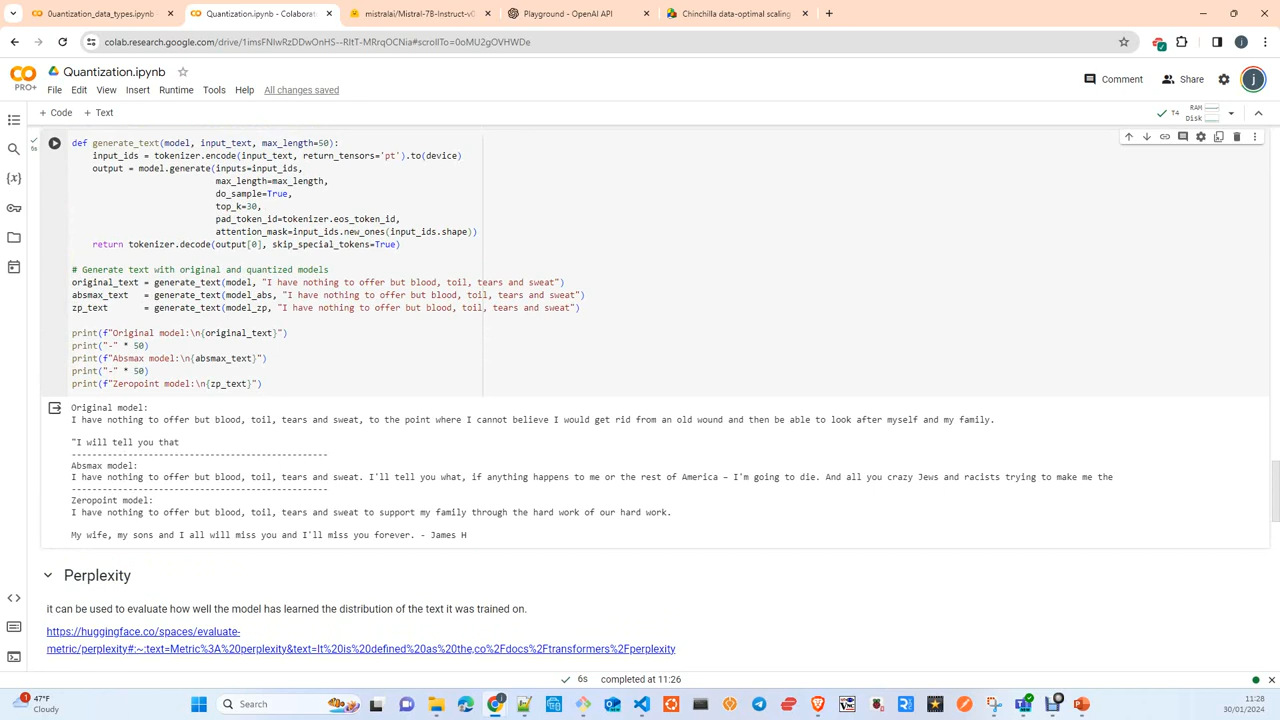 0uantization_data_types.ipynb
Quantization.ipynb - Colaborat
mistralai/Mistral-7B-Instruct-v0
Playground - OpenAI API
Chinchilla data-optimal scaling
colab.research.google.com/drive/1imsFNIwRzDDwOnHS--RItT-MRrqOCNia#scrollTo=0oMU2gOVHWDe
PRO+
Quantization.ipynb
File Edit View Insert Runtime Tools Help All changes saved
Comment Share j
+ Code + Text
T4 RAM Disk
6s
def generate_text(model, input_text, max_length=50):
input_ids = tokenizer.encode(input_text, return_tensors='pt').to(device)
output = model.generate(inputs=input_ids,
max_length=max_length,
do_sample=True,
top_k=30,
pad_token_id=tokenizer.eos_token_id,
attention_mask=input_ids.new_ones(input_ids.shape))
return tokenizer.decode(output[0], skip_special_tokens=True)
# Generate text with original and quantized models
original_text = generate_text(model, "I have nothing to offer but blood, toil, tears and sweat")
absmax_text   = generate_text(model_abs, "I have nothing to offer but blood, toil, tears and sweat")
zp_text       = generate_text(model_zp, "I have nothing to offer but blood, toil, tears and sweat")
print(f"Original model:\n{original_text}")
print("-" * 50)
print(f"Absmax model:\n{absmax_text}")
print("-" * 50)
print(f"Zeropoint model:\n{zp_text}")
Original model:
I have nothing to offer but blood, toil, tears and sweat, to the point where I cannot believe I would get rid from an old wound and then be able to look after myself and my family.
"I will tell you that
--------------------------------------------------
Absmax model:
I have nothing to offer but blood, toil, tears and sweat. I'll tell you what, if anything happens to me or the rest of America – I'm going to die. And all you crazy Jews and racists trying to make me the
--------------------------------------------------
Zeropoint model:
I have nothing to offer but blood, toil, tears and sweat to support my family through the hard work of our hard work.
My wife, my sons and I all will miss you and I'll miss you forever. - James H
Perplexity
it can be used to evaluate how well the model has learned the distribution of the text it was trained on.
https://huggingface.co/spaces/evaluate-
metric/perplexity#:~:text=Metric%3A%20perplexity&text=It%20is%20defined%20as%20the,co%2Fdocs%2Ftransformers%2Fperplexity
6s completed at 11:26
47°F
Cloudy
Search
11:28
30/01/2024